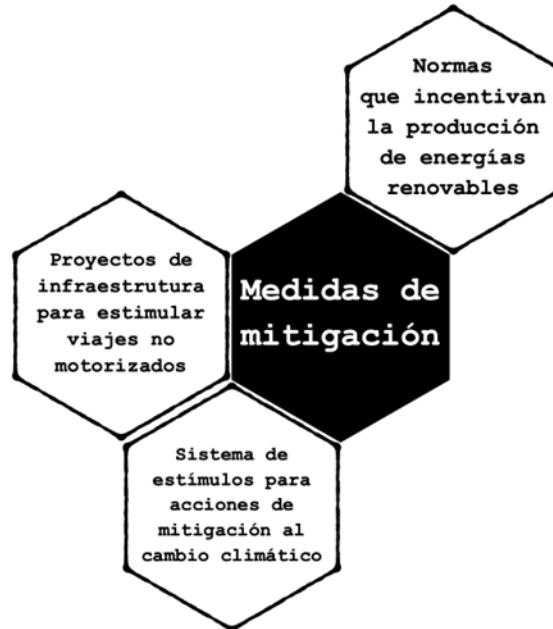 Normas
que incentivan
la producción
de energías
renovables
Proyectos de
infraestrutura
para estimular
viajes no
motorizados
Medidas de
mitigación
Sistema de
estímulos para
acciones de
mitigación al
cambio climático